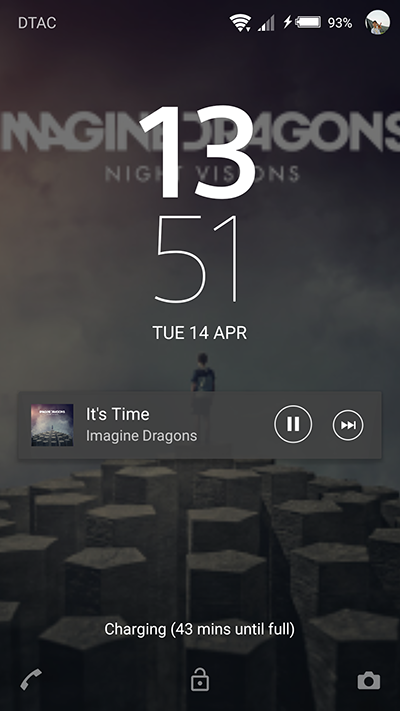 DTAC
93%
IMAGINE DRAGONS
NIGHT VISIONS
13
51
TUE 14 APR
It's Time
Imagine Dragons
Charging (43 mins until full)